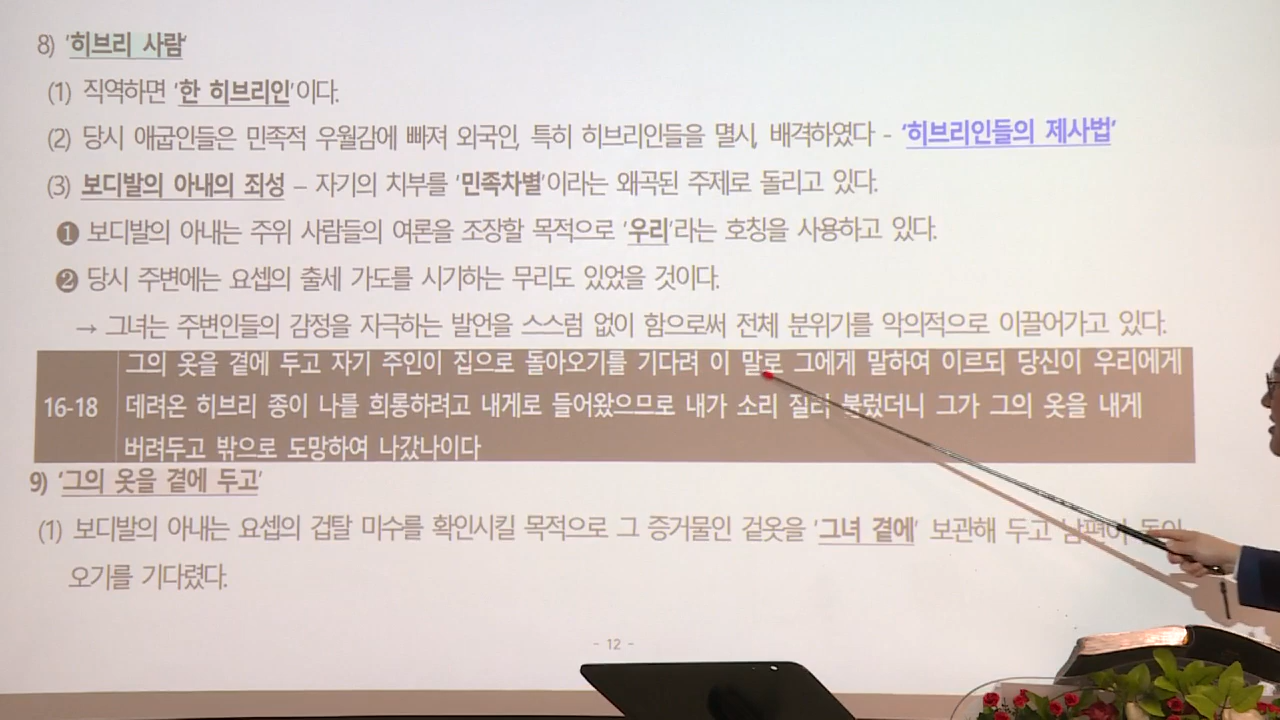 8) '히브리 사람'
(1) 직역하면 '한 히브리인'이다.
(2) 당시 애굽인들은 민족적 우월감에 빠져 외국인, 특히 히브리인들을 멸시, 배격하였다 - '히브리인들의 제사법'
(3) 보디발의 아내의 죄성 – 자기의 치부를 '민족차별'이라는 왜곡된 주제로 돌리고 있다.
❶ 보디발의 아내는 주위 사람들의 여론을 조장할 목적으로 '우리'라는 호칭을 사용하고 있다.
❷ 당시 주변에는 요셉의 출세 가도를 시기하는 무리도 있었을 것이다.
→ 그녀는 주변인들의 감정을 자극하는 발언을 스스럼 없이 함으로써 전체 분위기를 악의적으로 이끌어가고 있다.
그의 옷을 곁에 두고 자기 주인이 집으로 돌아오기를 기다려 이 말로 그에게 말하여 이르되 당신이 우리에게
16-18 데려온 히브리 종이 나를 희롱하려고 내게로 들어왔으므로 내가 소리 질러 불렀더니 그가 그의 옷을 내게
버려두고 밖으로 도망하여 나갔나이다
9) '그의 옷을 곁에 두고'
(1) 보디발의 아내는 요셉의 겁탈 미수를 확인시킬 목적으로 그 증거물인 겉옷을 '그녀 곁에' 보관해 두고 남편이 돌아
오기를 기다렸다.
- 12 -